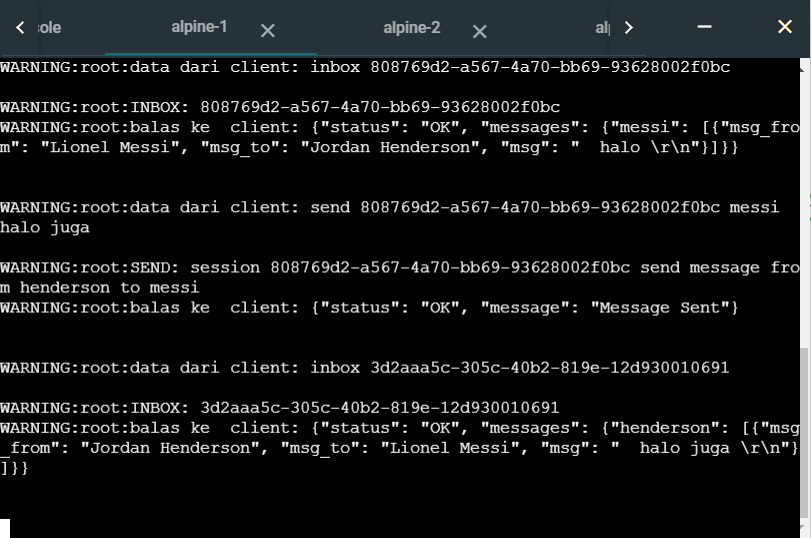 sole alpine-1 alpine-2 al
WARNING:root:data dari client: inbox 808769d2-a567-4a70-bb69-93628002f0bc
WARNING:root:INBOX: 808769d2-a567-4a70-bb69-93628002f0bc
WARNING:root:balas ke  client: {"status": "OK", "messages": {"messi": [{"msg_fro
m": "Lionel Messi", "msg_to": "Jordan Henderson", "msg": "  halo \r\n"}]}}
WARNING:root:data dari client: send 808769d2-a567-4a70-bb69-93628002f0bc messi
halo juga
WARNING:root:SEND: session 808769d2-a567-4a70-bb69-93628002f0bc send message fro
m henderson to messi
WARNING:root:balas ke  client: {"status": "OK", "message": "Message Sent"}
WARNING:root:data dari client: inbox 3d2aaa5c-305c-40b2-819e-12d930010691
WARNING:root:INBOX: 3d2aaa5c-305c-40b2-819e-12d930010691
WARNING:root:balas ke  client: {"status": "OK", "messages": {"henderson": [{"msg
_from": "Jordan Henderson", "msg_to": "Lionel Messi", "msg": "  halo juga \r\n"}
]}}